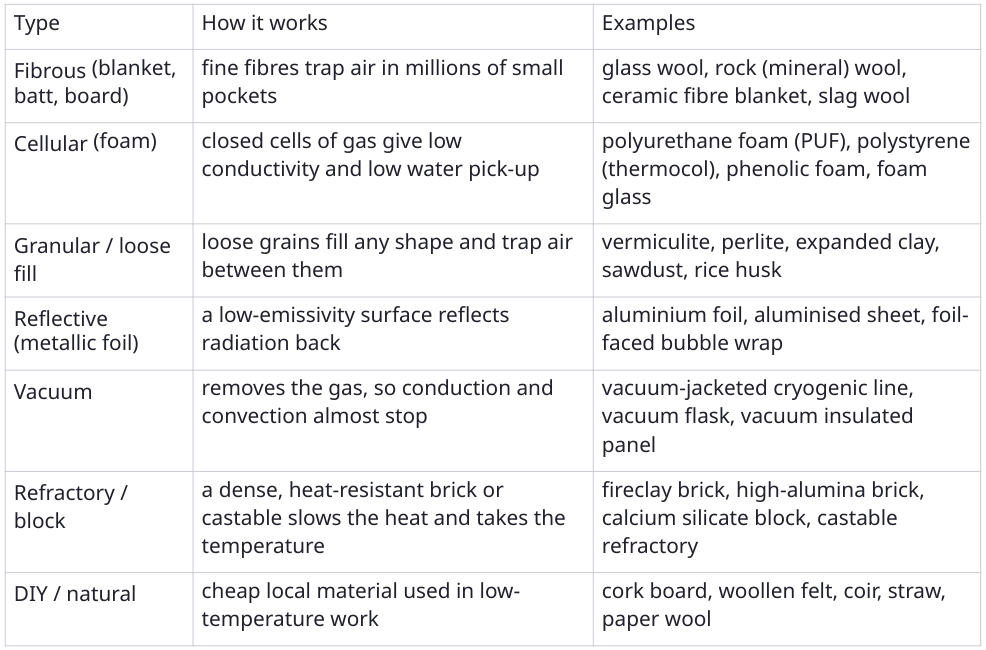 Type How it works Examples
Fibrous (blanket, batt, board) fine fibres trap air in millions of small pockets glass wool, rock (mineral) wool, ceramic fibre blanket, slag wool
Cellular (foam) closed cells of gas give low conductivity and low water pick-up polyurethane foam (PUF), polystyrene (thermocol), phenolic foam, foam glass
Granular / loose fill loose grains fill any shape and trap air between them vermiculite, perlite, expanded clay, sawdust, rice husk
Reflective (metallic foil) a low-emissivity surface reflects radiation back aluminium foil, aluminised sheet, foil-faced bubble wrap
Vacuum removes the gas, so conduction and convection almost stop vacuum-jacketed cryogenic line, vacuum flask, vacuum insulated panel
Refractory / block a dense, heat-resistant brick or castable slows the heat and takes the temperature fireclay brick, high-alumina brick, calcium silicate block, castable refractory
DIY / natural cheap local material used in low-temperature work cork board, woollen felt, coir, straw, paper wool